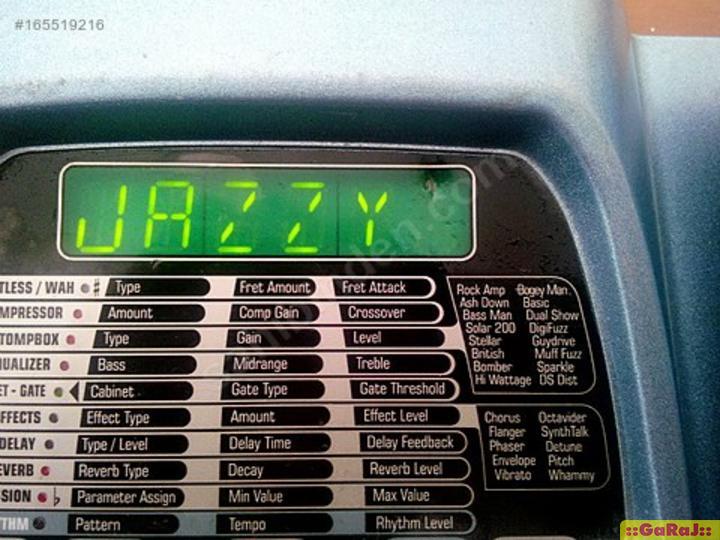 #165519216
JAZZY
TLESS / WAH # Type Fret Amount Fret Attack
MPRESSOR Amount Comp Gain Crossover
TOMPBOX Type Gain Level
UALIZER Bass Midrange Treble
ET - GATE Cabinet Gate Type Gate Threshold
FFECTS Effect Type Amount Effect Level
DELAY Type / Level Delay Time Delay Feedback
EVERB Reverb Type Decay Reverb Level
SSION b Parameter Assign Min Value Max Value
THM Pattern Tempo Rhythm Level
Rock Amp Bogey Man
Ash Down Basic
Bass Man Dual Show
Solar 200 DigiFuzz
Stellar Guydrive
British Muff Fuzz
Bomber Sparkle
Hi Wattage DS Dist
Chorus Octavider
Flanger SynthTalk
Phaser Detune
Envelope Pitch
Vibrato Whammy
::GaRaJ::